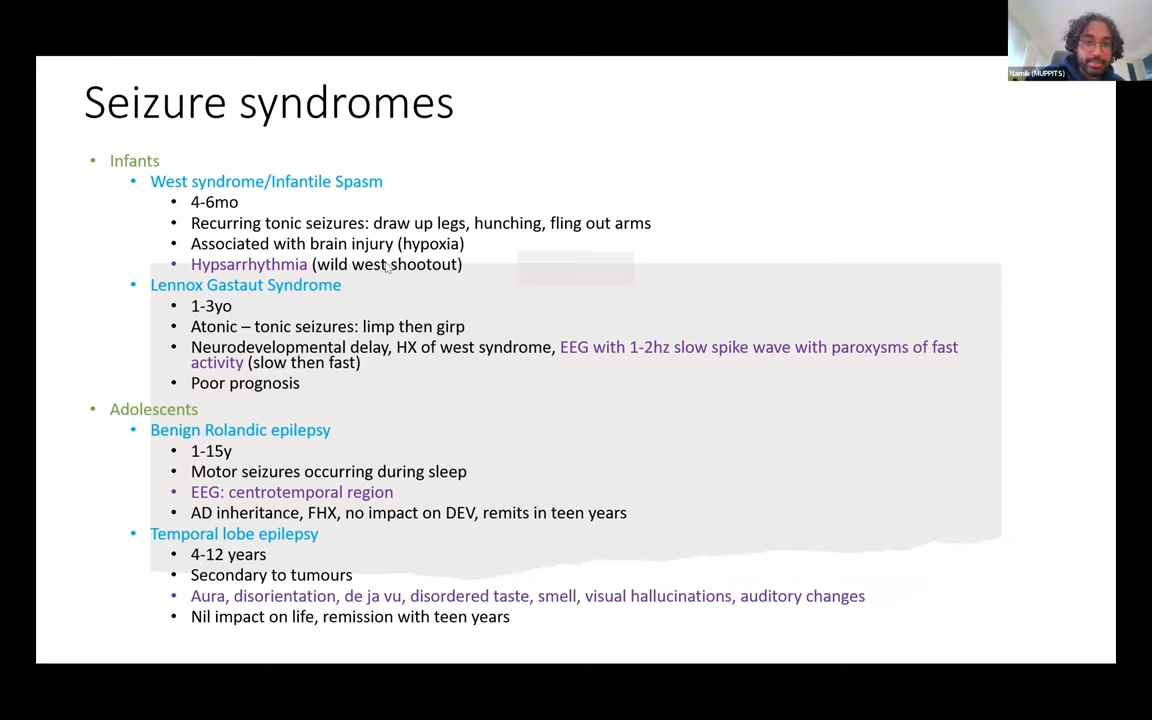 Namik (MUPPITS)
Seizure syndromes
• Infants
• West syndrome/Infantile Spasm
• 4-6mo
• Recurring tonic seizures: draw up legs, hunching, fling out arms
• Associated with brain injury (hypoxia)
• Hypsarrhythmia (wild west shootout)
• Lennox Gastaut Syndrome
• 1-3yo
• Atonic – tonic seizures: limp then girp
• Neurodevelopmental delay, HX of west syndrome, EEG with 1-2hz slow spike wave with paroxysms of fast
activity (slow then fast)
• Poor prognosis
• Adolescents
• Benign Rolandic epilepsy
• 1-15y
• Motor seizures occurring during sleep
• EEG: centrotemporal region
• AD inheritance, FHX, no impact on DEV, remits in teen years
• Temporal lobe epilepsy
• 4-12 years
• Secondary to tumours
• Aura, disorientation, de ja vu, disordered taste, smell, visual hallucinations, auditory changes
• Nil impact on life, remission with teen years